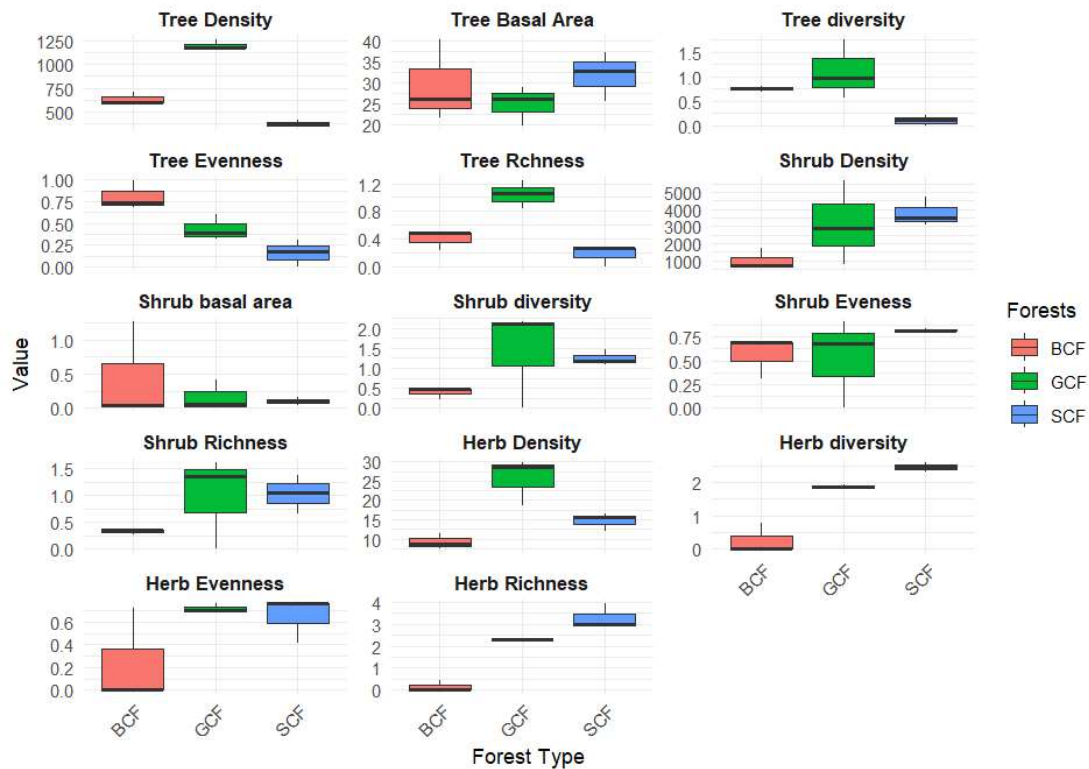 Tree Density
Tree Basal Area
Tree diversity
1250
1000
750
500
40
35
30
25
20
1.5
1.0
0.5
0.0
Tree Evenness
Tree Rchness
Shrub Density
1.00
0.75
0.50
0.25
0.00
1.2
0.8
0.4
0.0
5000
4000
3000
2000
1000
Shrub basal area
Shrub diversity
Shrub Eveness
1.0
0.5
0.0
2.0
1.5
1.0
0.5
0.0
0.75
0.50
0.25
0.00
Shrub Richness
Herb Density
Herb diversity
1.5
1.0
0.5
0.0
30
25
20
15
10
2
1
0
BCF
GCF
SCF
Herb Evenness
Herb Richness
0.6
0.4
0.2
0.0
4
3
2
1
0
BCF
GCF
SCF
BCF
GCF
SCF
Value
Forest Type
Forests
BCF
GCF
SCF